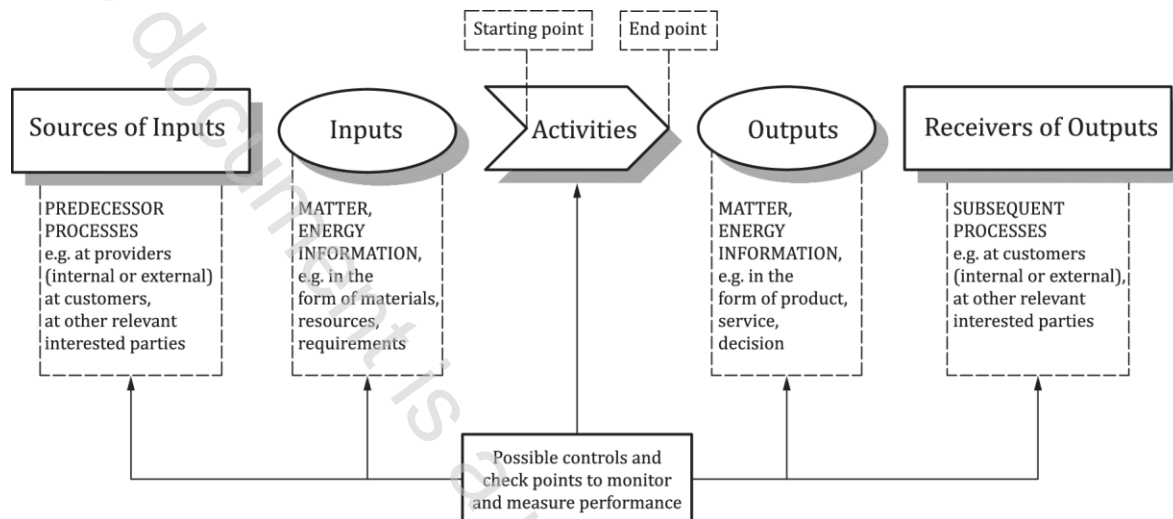 Starting point
End point
Sources of Inputs
Inputs
Activities
Outputs
Receivers of Outputs
PREDECESSOR
PROCESSES
e.g. at providers
(internal or external)
at customers,
at other relevant
interested parties
MATTER,
ENERGY
INFORMATION,
e.g. in the
form of materials,
resources,
requirements
MATTER,
ENERGY
INFORMATION,
e.g. in the
form of product,
service,
decision
SUBSEQUENT
PROCESSES
e.g. at customers
(internal or external),
at other relevant
interested parties
Possible controls and
check points to monitor
and measure performance
document is a